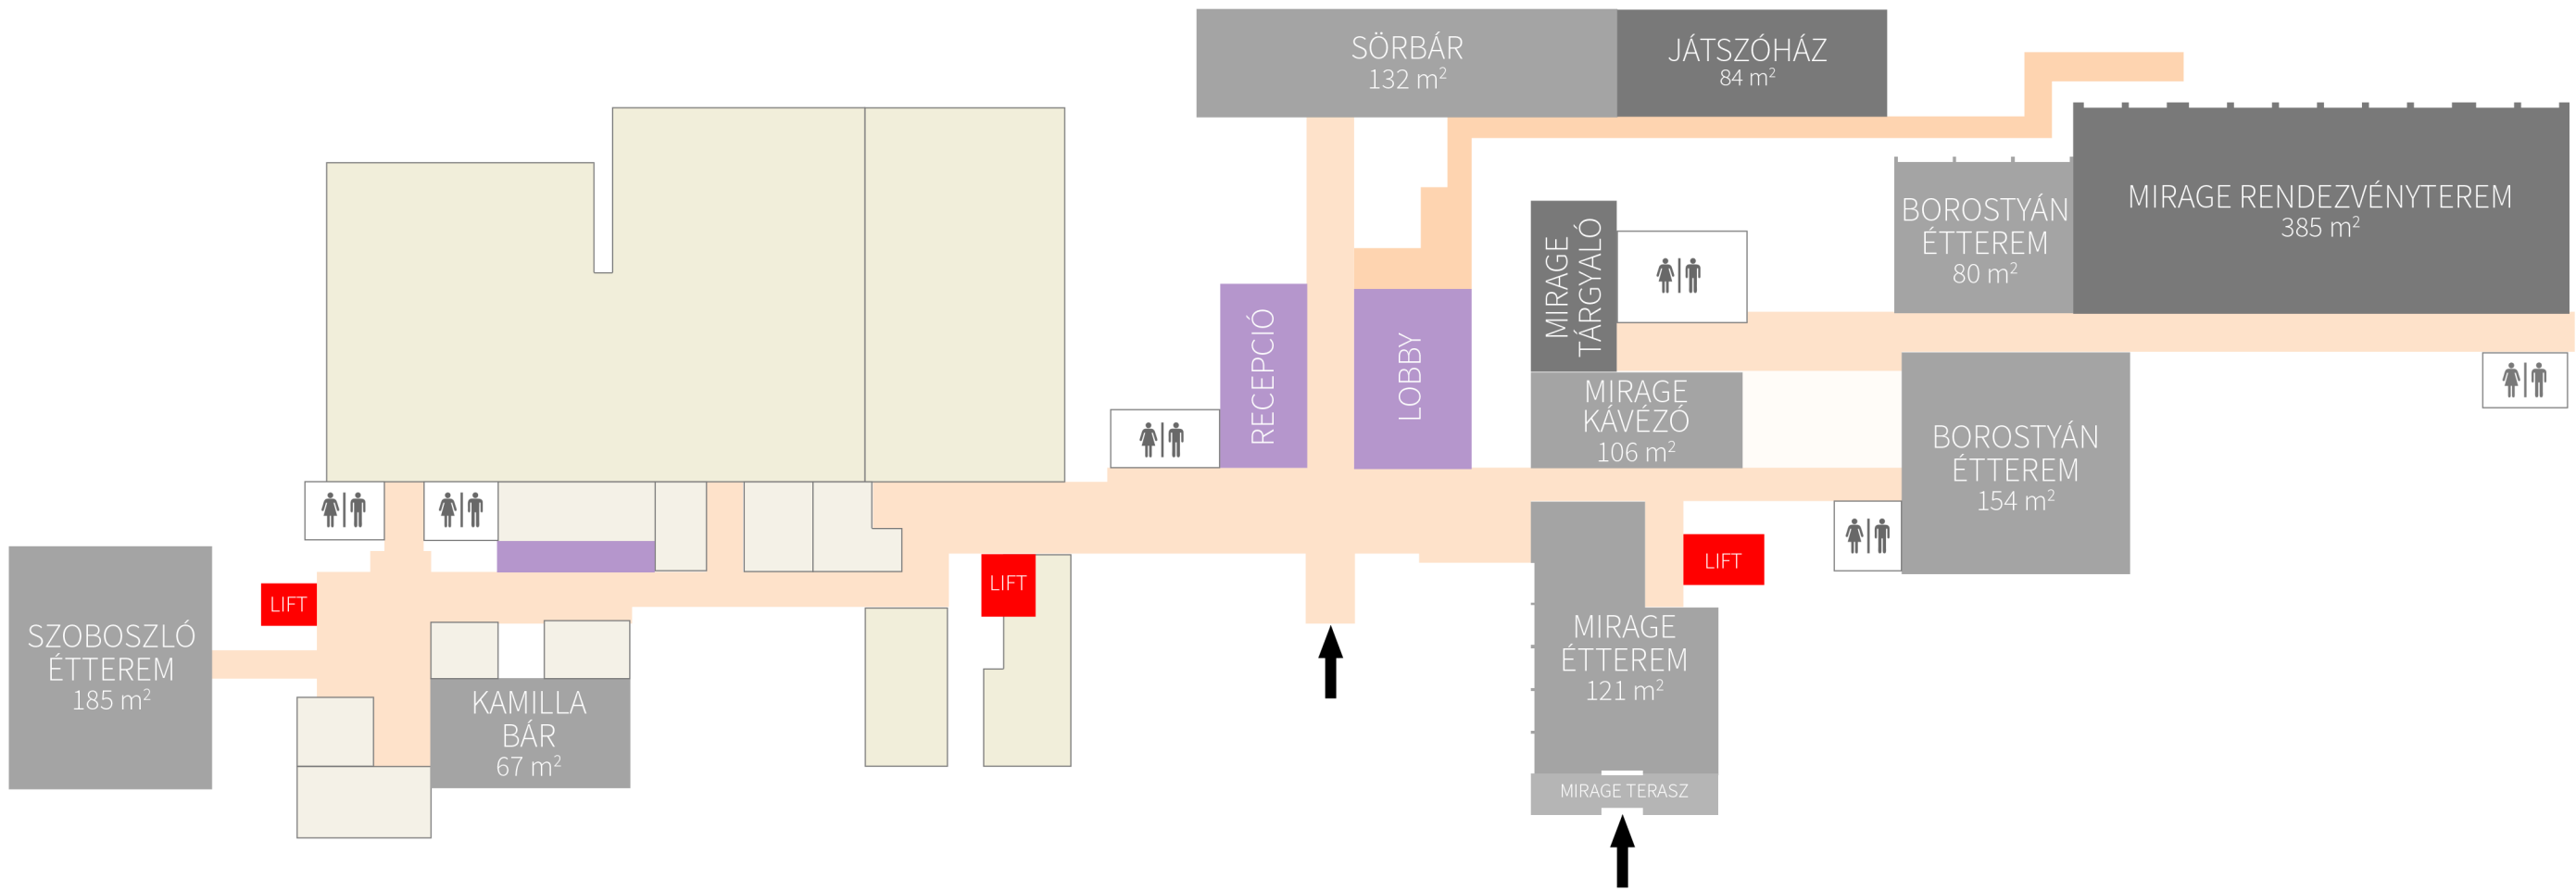 SÖRBÁR
132 m²
JÁTSZÓHÁZ
84 m²
MIRAGE RENDEZVÉNYTEREM
385 m²
BOROSTYÁN
ÉTTEREM
80 m²
MIRAGE
TÁRGYALÓ
RECEPCIÓ
LOBBY
MIRAGE
KÁVÉZÓ
106 m²
BOROSTYÁN
ÉTTEREM
154 m²
LIFT
LIFT
LIFT
SZOBOSZLÓ
ÉTTEREM
185 m²
KAMILLA
BÁR
67 m²
MIRAGE
ÉTTEREM
121 m²
MIRAGE TERASZ